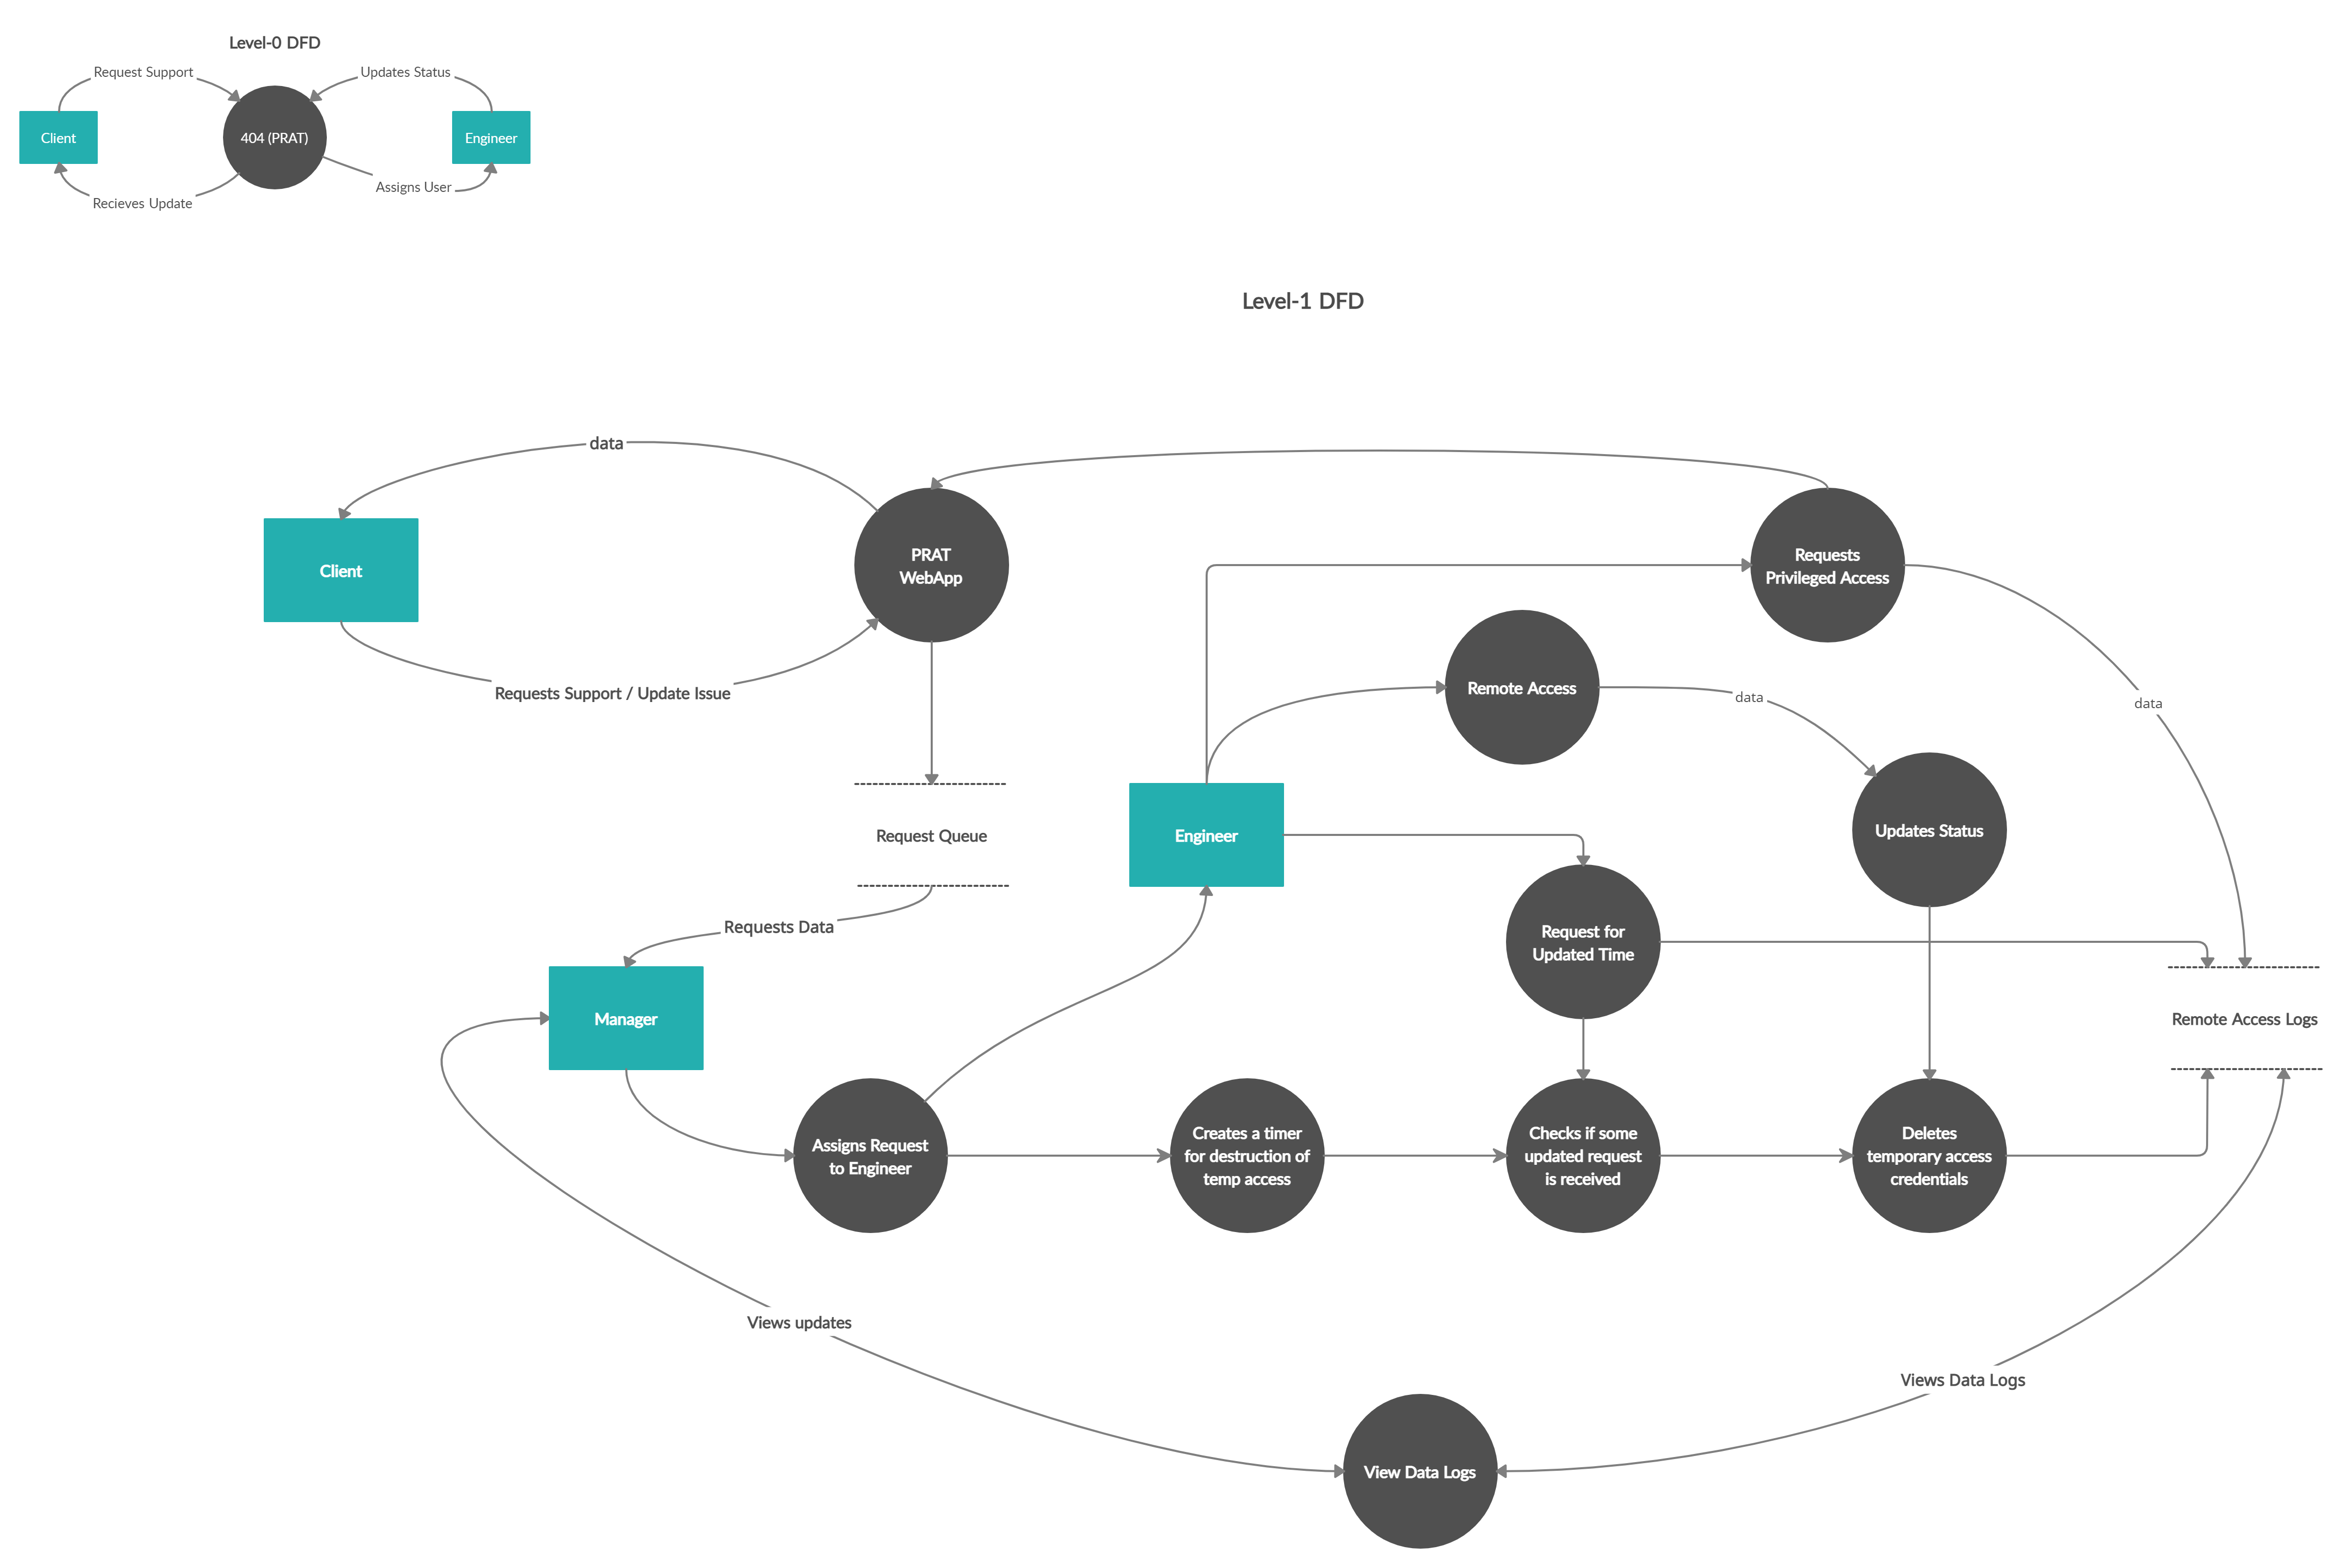 Level-0 DFD
Request Support
Updates Status
Client
404 (PRAT)
Engineer
Assigns User
Recieves Update
Level-1 DFD
data
PRAT
WebApp
Requests
Privileged Access
Client
Requests Support / Update Issue
Remote Access
data
data
Request Queue
Engineer
Updates Status
Requests Data
Request for
Updated Time
Manager
Remote Access Logs
Assigns Request
to Engineer
Creates a timer
for destruction of
temp access
Checks if some
updated request
is received
Deletes
temporary access
credentials
Views updates
Views Data Logs
View Data Logs